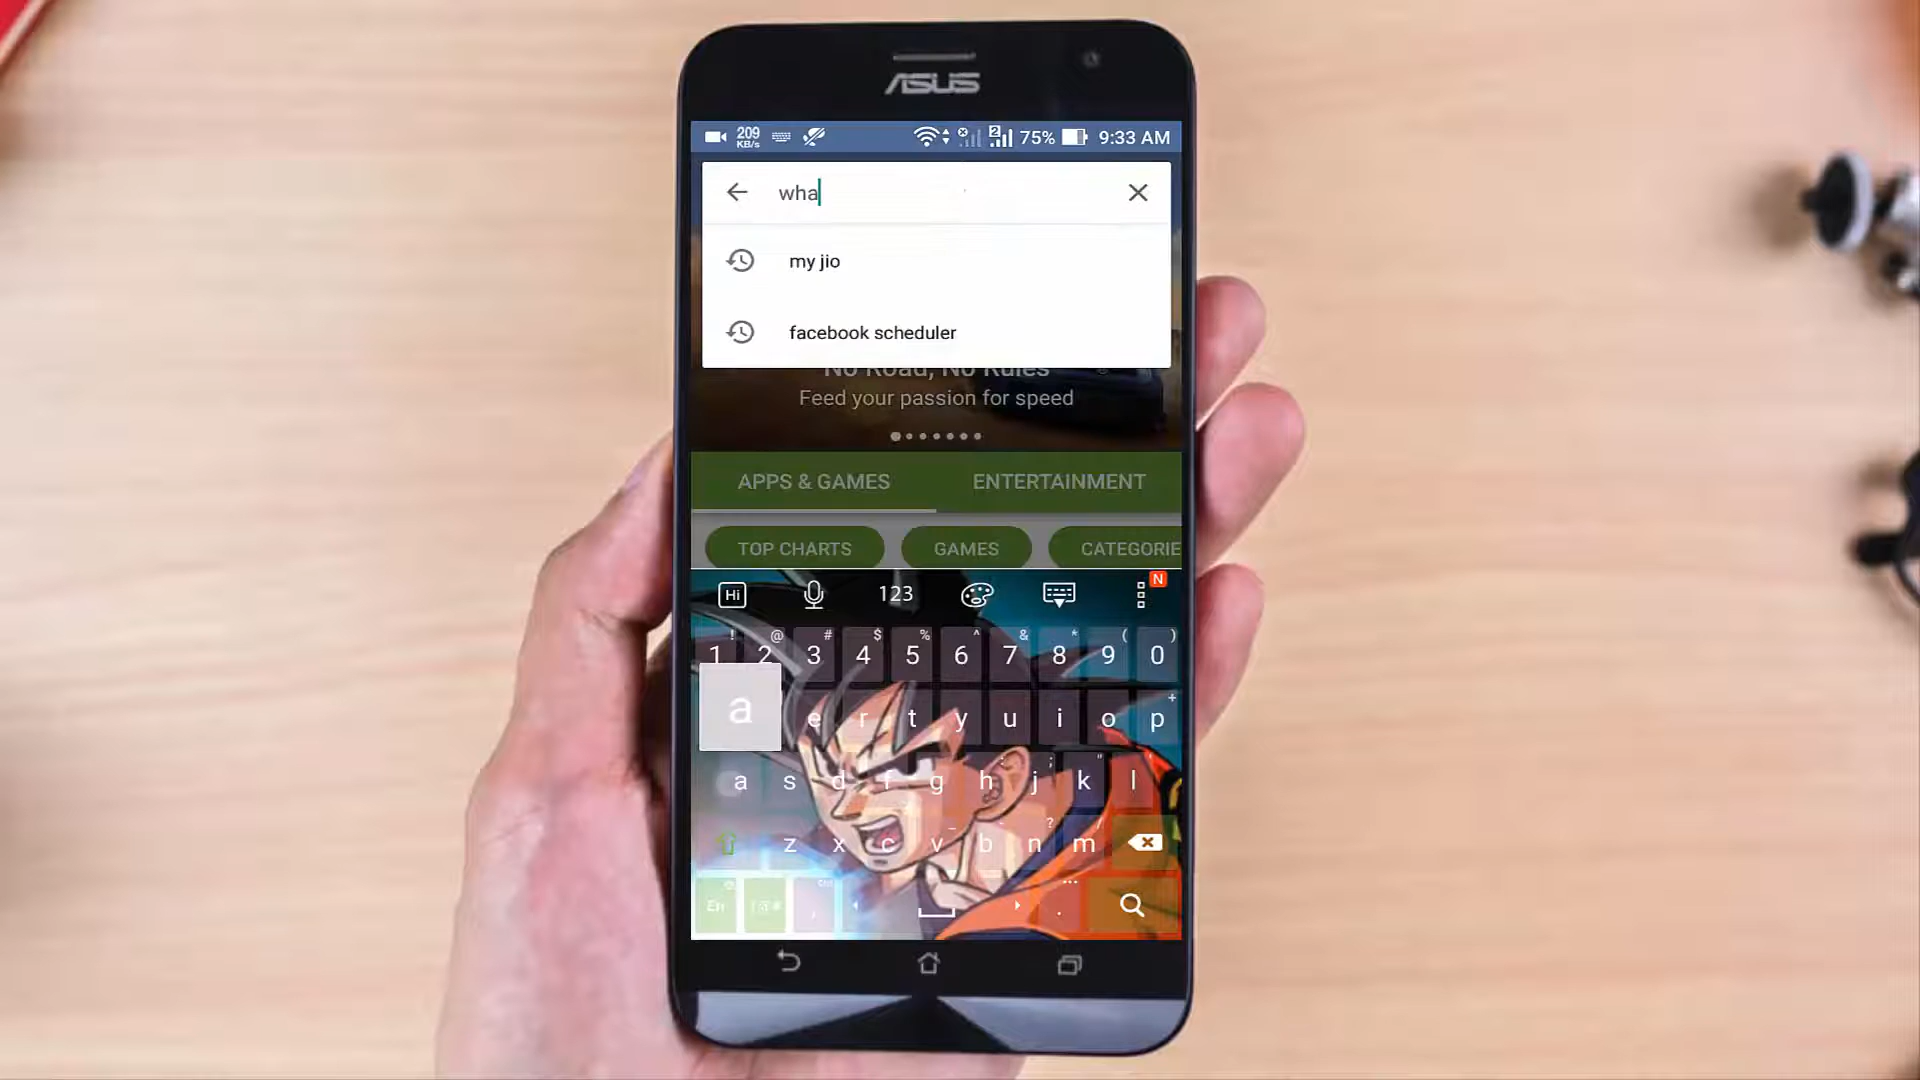 ASUS
209 KB/s 2 75% 9:33 AM
wha
my jio
facebook scheduler
No Road, No Rules
Feed your passion for speed
APPS & GAMES ENTERTAINMENT
TOP CHARTS GAMES CATEGORIE
Hi 123 N
! @ # $ % ^ & * ( )
1 2 3 4 5 6 7 8 9 0
a e r t y u i o p +
a s d f g h j k l
z x c v b n m
En , .